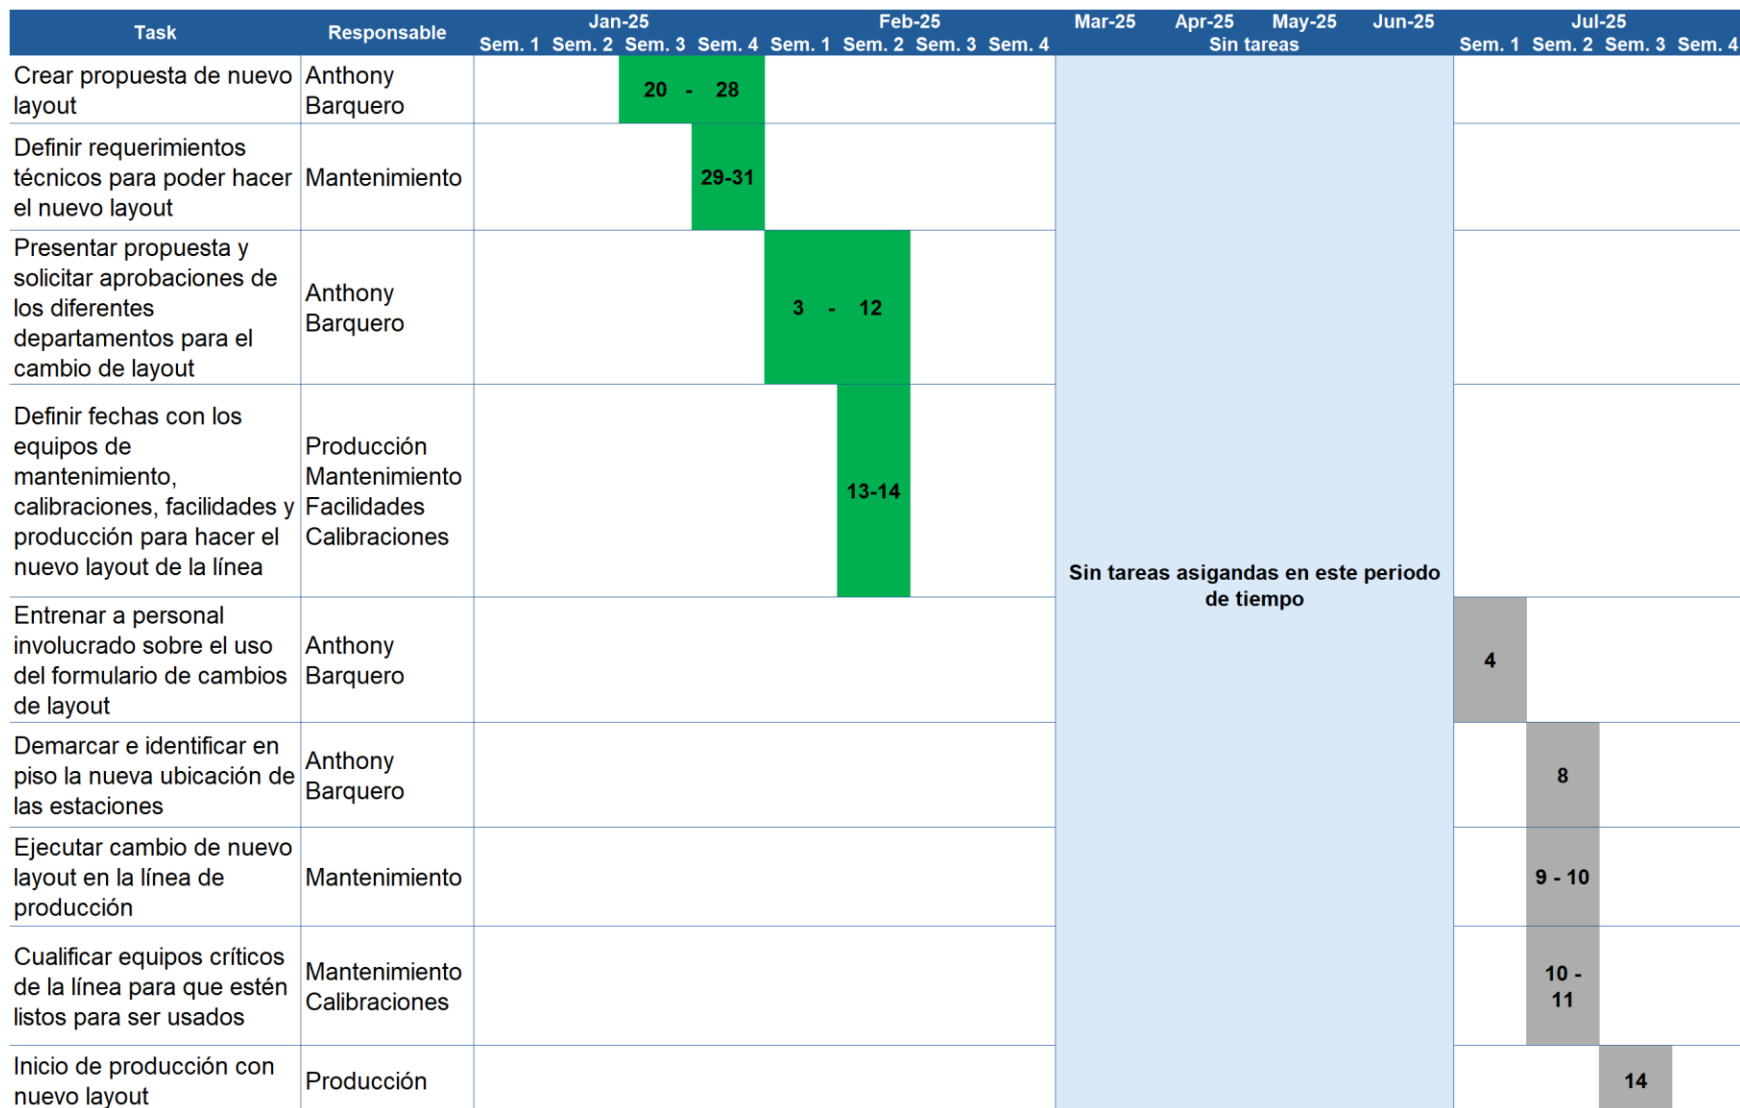 Task Responsable Jan-25 Feb-25 Mar-25 Apr-25 May-25 Jun-25 Jul-25
Sem. 1 Sem. 2 Sem. 3 Sem. 4 Sem. 1 Sem. 2 Sem. 3 Sem. 4 Sin tareas Sem. 1 Sem. 2 Sem. 3 Sem. 4
Crear propuesta de nuevo
layout
Anthony
Barquero
20 - 28
Definir requerimientos
técnicos para poder hacer
el nuevo layout
Mantenimiento
29-31
Presentar propuesta y
solicitar aprobaciones de
los diferentes
departamentos para el
cambio de layout
Anthony
Barquero
3 - 12
Definir fechas con los
equipos de
mantenimiento,
calibraciones, facilidades y
producción para hacer el
nuevo layout de la línea
Producción
Mantenimiento
Facilidades
Calibraciones
13-14
Sin tareas asigandas en este periodo
de tiempo
Entrenar a personal
involucrado sobre el uso
del formulario de cambios
de layout
Anthony
Barquero
4
Demarcar e identificar en
piso la nueva ubicación de
las estaciones
Anthony
Barquero
8
Ejecutar cambio de nuevo
layout en la línea de
producción
Mantenimiento
9 - 10
Cualificar equipos críticos
de la línea para que estén
listos para ser usados
Mantenimiento
Calibraciones
10 -
11
Inicio de producción con
nuevo layout
Producción
14